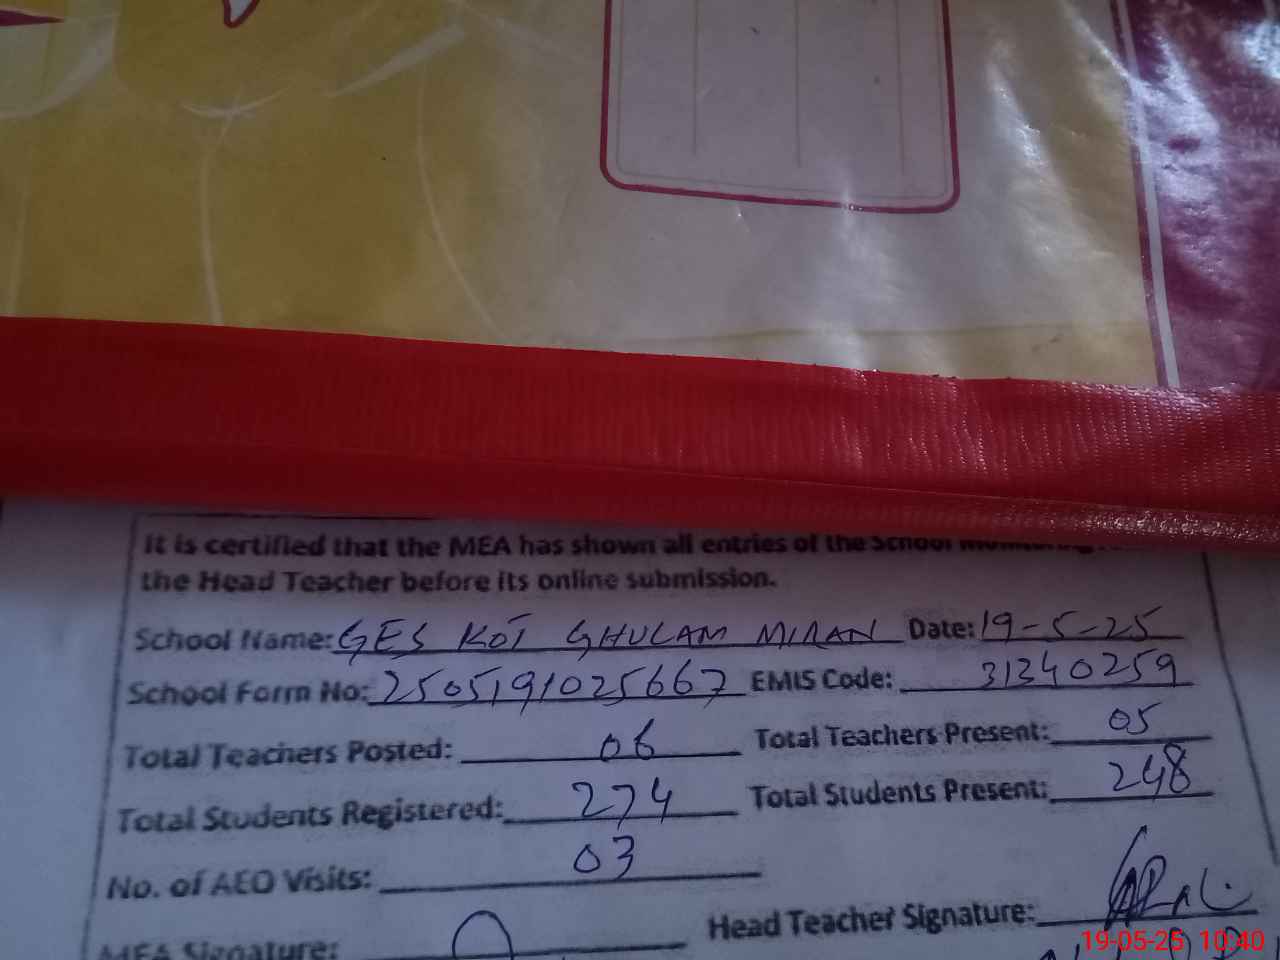 It is certified that the MEA has shown all entries of the School
the Head Teacher before its online submission.
School Name: GES KOT GHULAM MIRAN Date: 19-5-25
School Form No: 2505191025667 EMIS Code: 31340259
Total Teachers Posted: 06 Total Teachers Present: 05
Total Students Registered: 274 Total Students Present: 248
No. of AEO Visits: 03
MEA Signature: Head Teacher Signature:
19-05-25 10:40